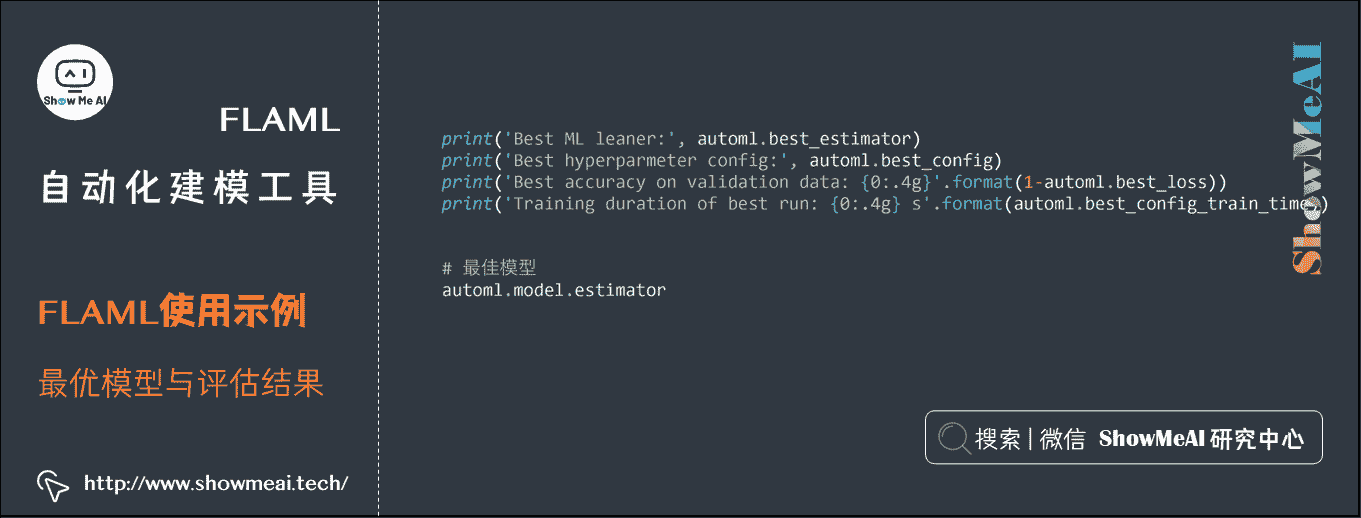 Show Me AI
FLAML
自动化建模工具
FLAML使用示例
最优模型与评估结果
http://www.showmeai.tech/
print('Best ML leaner:', automl.best_estimator)
print('Best hyperparmeter config:', automl.best_config)
print('Best accuracy on validation data: {0:.4g}'.format(1-automl.best_loss))
print('Training duration of best run: {0:.4g} s'.format(automl.best_config_train_time))
# 最佳模型
automl.model.estimator
ShowMeAI
搜索 | 微信 ShowMeAI 研究中心